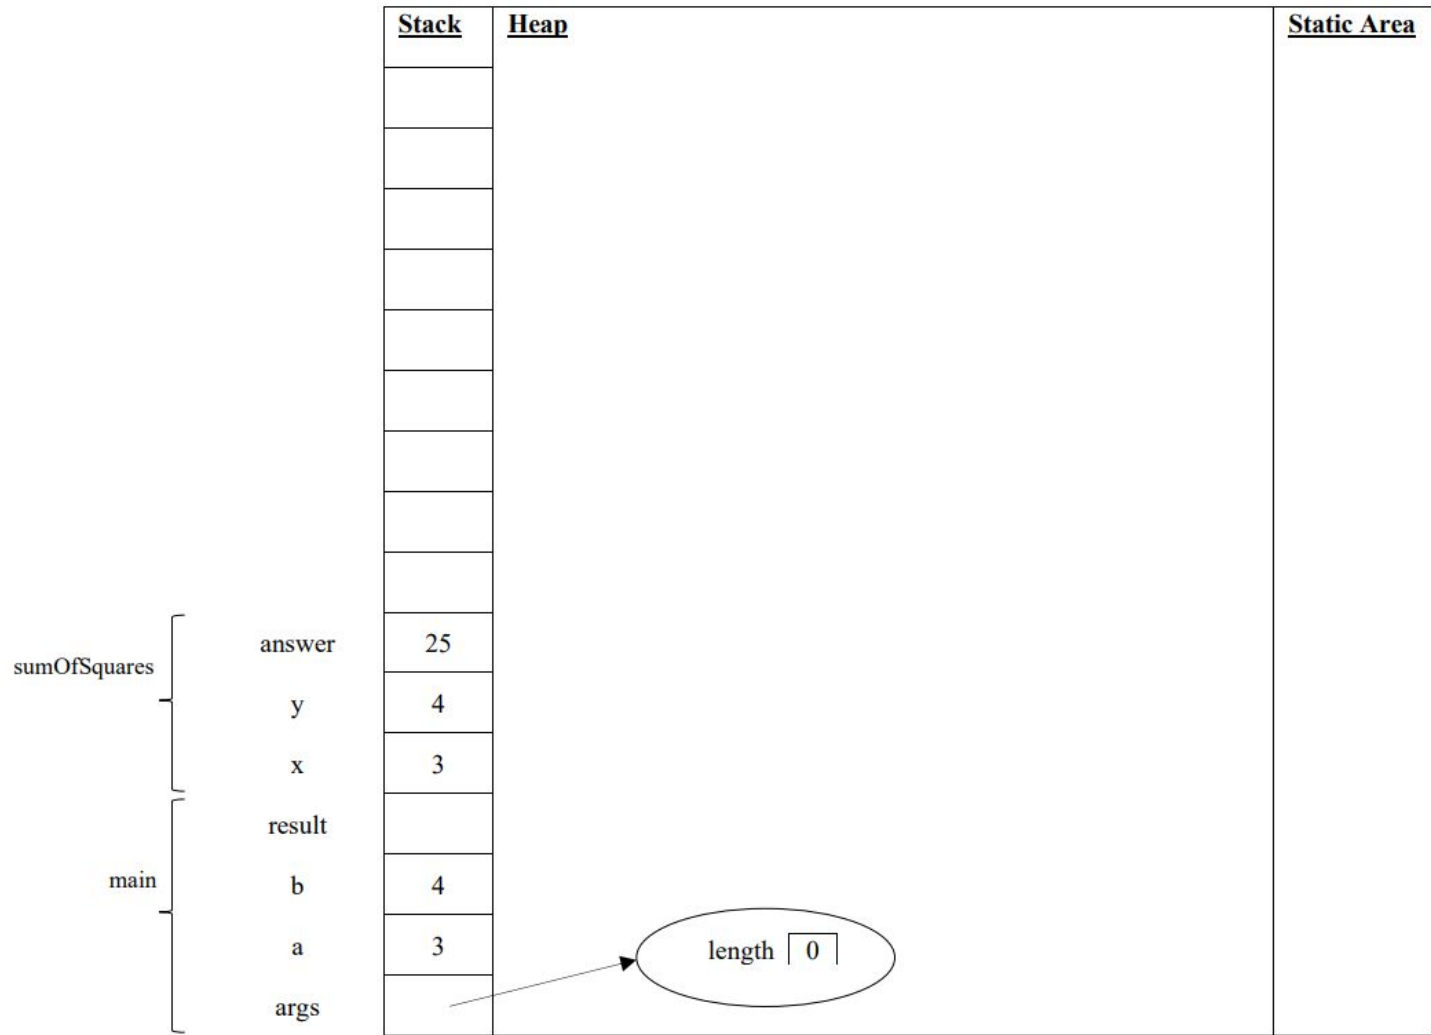 Stack Heap Static Area
answer 25
sumOfSquares
y 4
x 3
result
main b 4
a 3 length 0
args